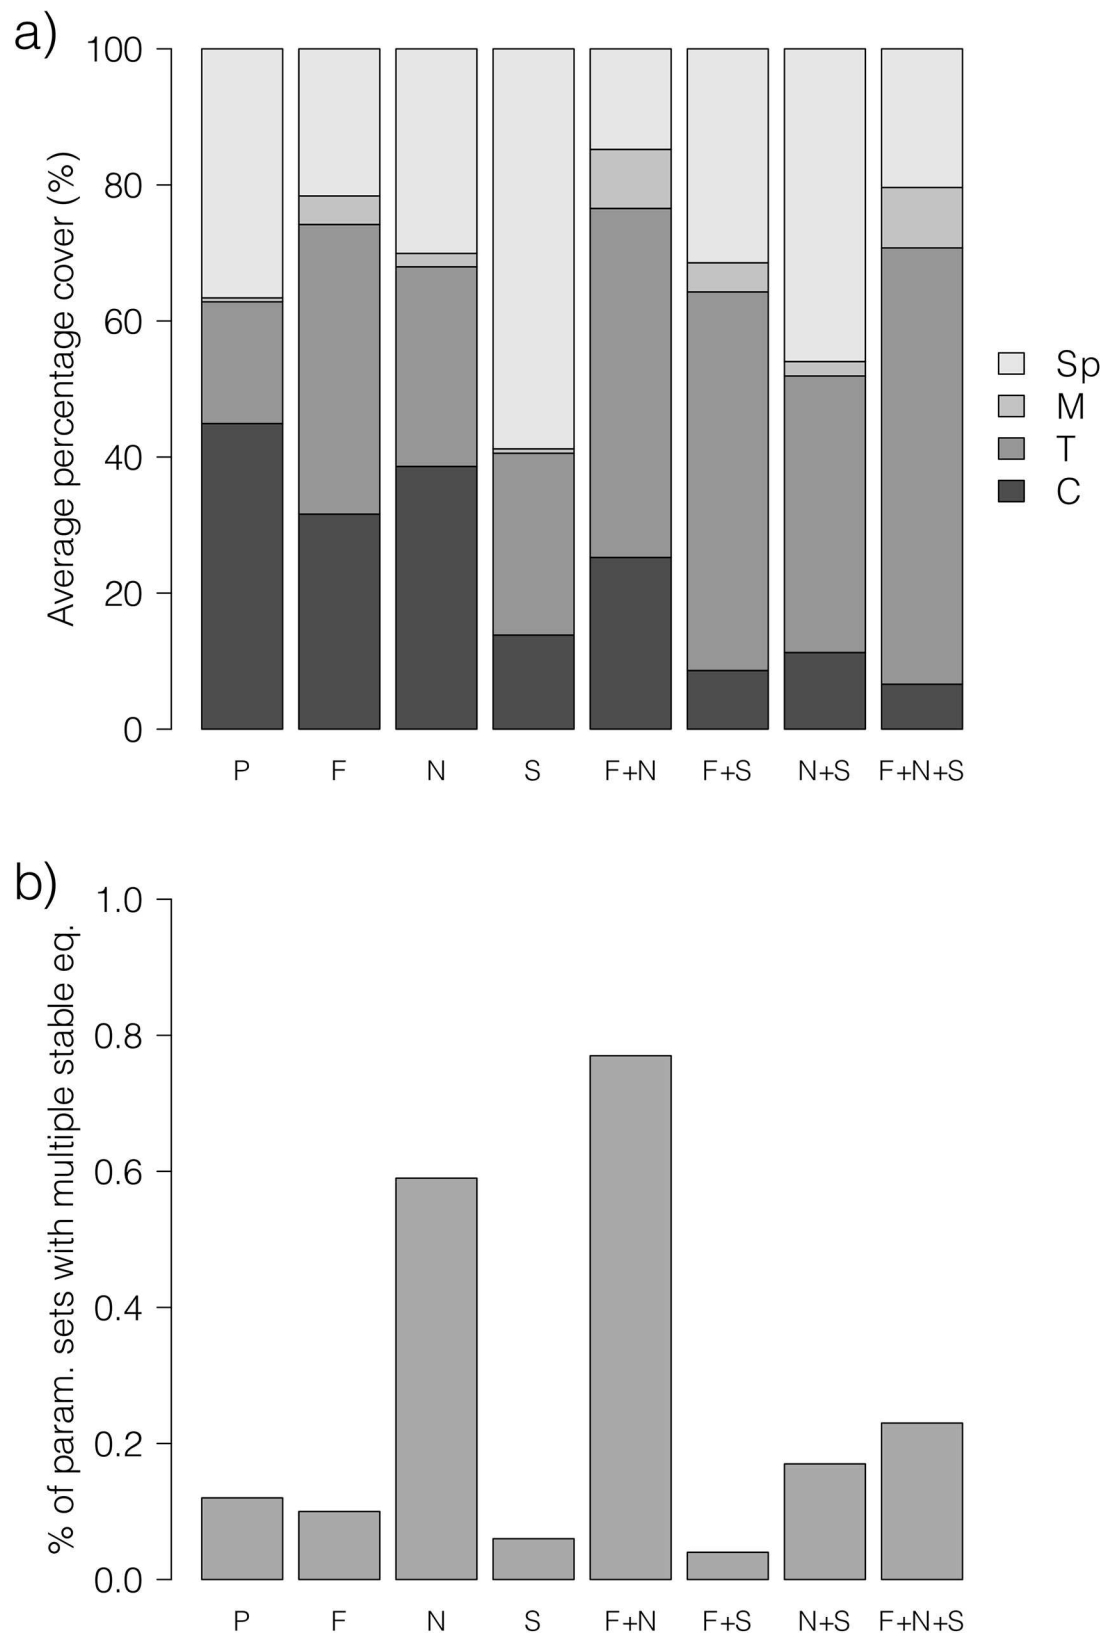 a)
Average percentage cover (%)
100
80
60
40
20
0
P F N S F+N F+S N+S F+N+S
Sp
M
T
C
b)
% of param. sets with multiple stable eq.
1.0
0.8
0.6
0.4
0.2
0.0
P F N S F+N F+S N+S F+N+S